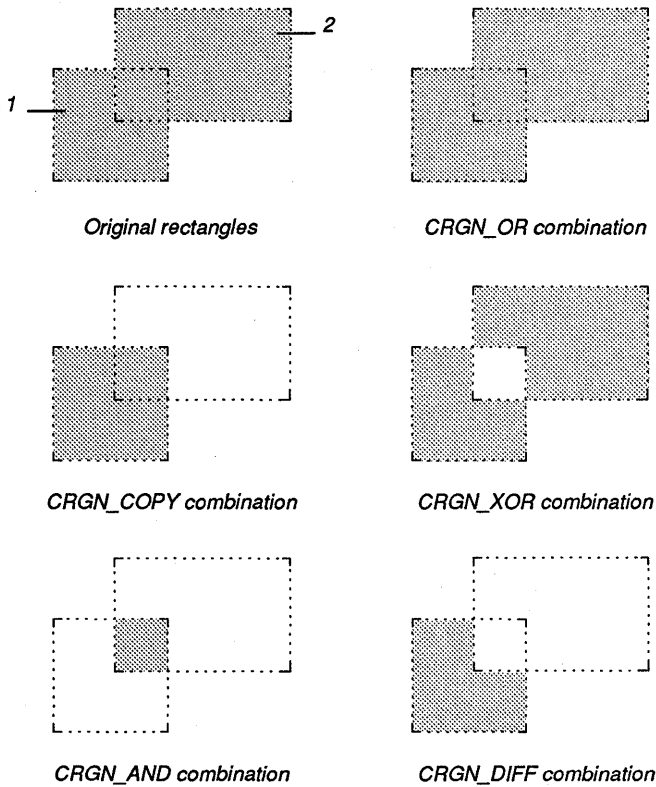 2
1
Original rectangles
CRGN_OR combination
CRGN_COPY combination
CRGN_XOR combination
CRGN_AND combination
CRGN_DIFF combination